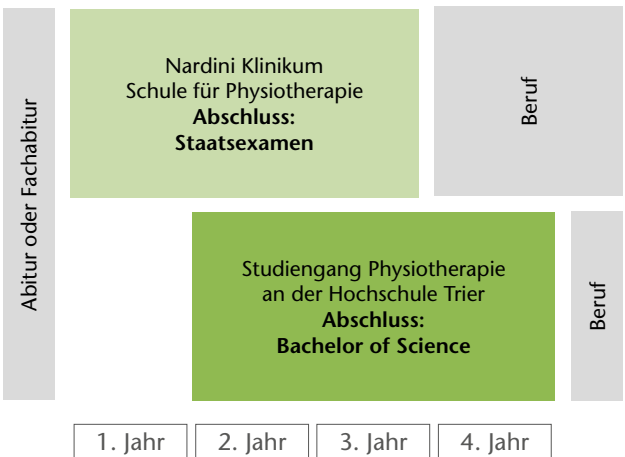 Abitur oder Fachabitur
Nardini Klinikum
Schule für Physiotherapie
Abschluss:
Staatsexamen
Beruf
Studiengang Physiotherapie
an der Hochschule Trier
Abschluss:
Bachelor of Science
Beruf
1. Jahr
2. Jahr
3. Jahr
4. Jahr